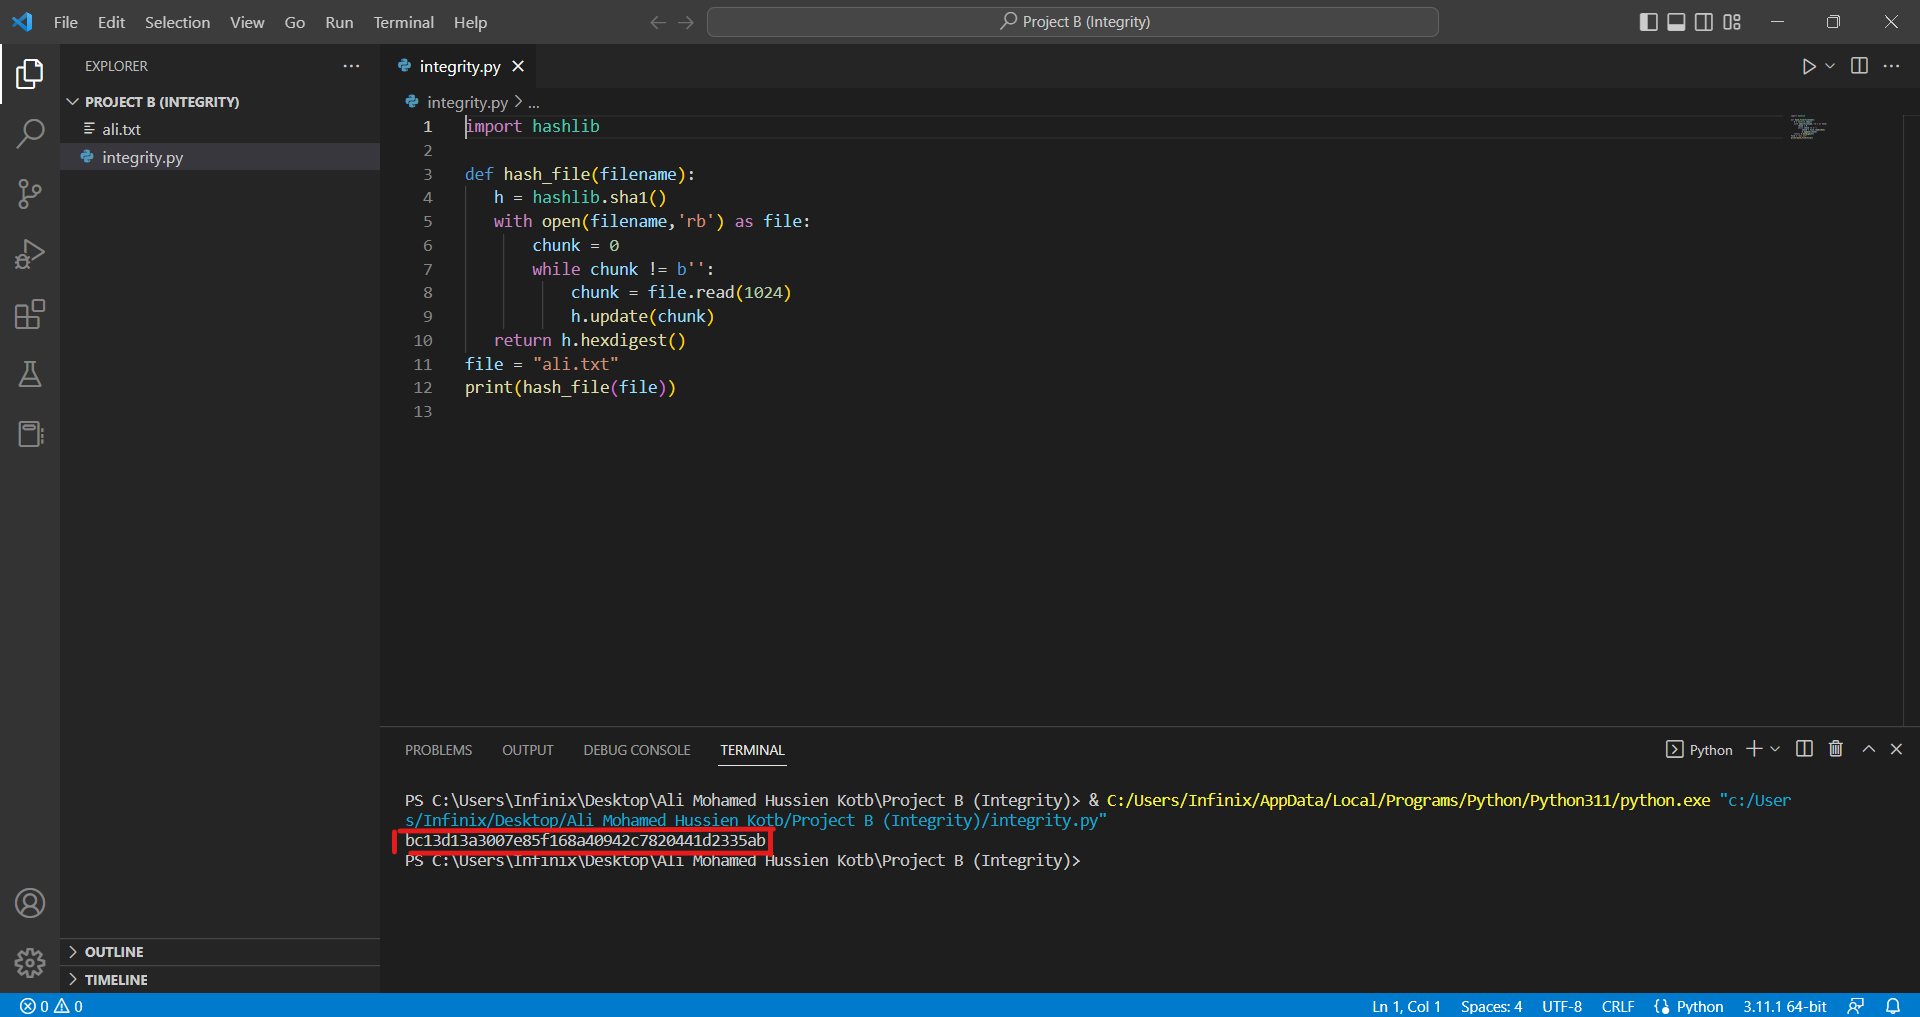 File Edit Selection View Go Run Terminal Help
Project B (Integrity)
EXPLORER
PROJECT B (INTEGRITY)
ali.txt
integrity.py
OUTLINE
TIMELINE
integrity.py
integrity.py > ...
1 import hashlib
2
3 def hash_file(filename):
4 h = hashlib.sha1()
5 with open(filename,'rb') as file:
6 chunk = 0
7 while chunk != b'':
8 chunk = file.read(1024)
9 h.update(chunk)
10 return h.hexdigest()
11 file = "ali.txt"
12 print(hash_file(file))
13
PROBLEMS OUTPUT DEBUG CONSOLE TERMINAL
Python
PS C:\Users\Infinix\Desktop\Ali Mohamed Hussien Kotb\Project B (Integrity)> & C:/Users/Infinix/AppData/Local/Programs/Python/Python311/python.exe "c:/User
s/Infinix/Desktop/Ali Mohamed Hussien Kotb/Project B (Integrity)/integrity.py"
bc13d13a3007e85f168a40942c7820441d2335ab
PS C:\Users\Infinix\Desktop\Ali Mohamed Hussien Kotb\Project B (Integrity)>
0 0
Ln 1, Col 1 Spaces: 4 UTF-8 CRLF Python 3.11.1 64-bit